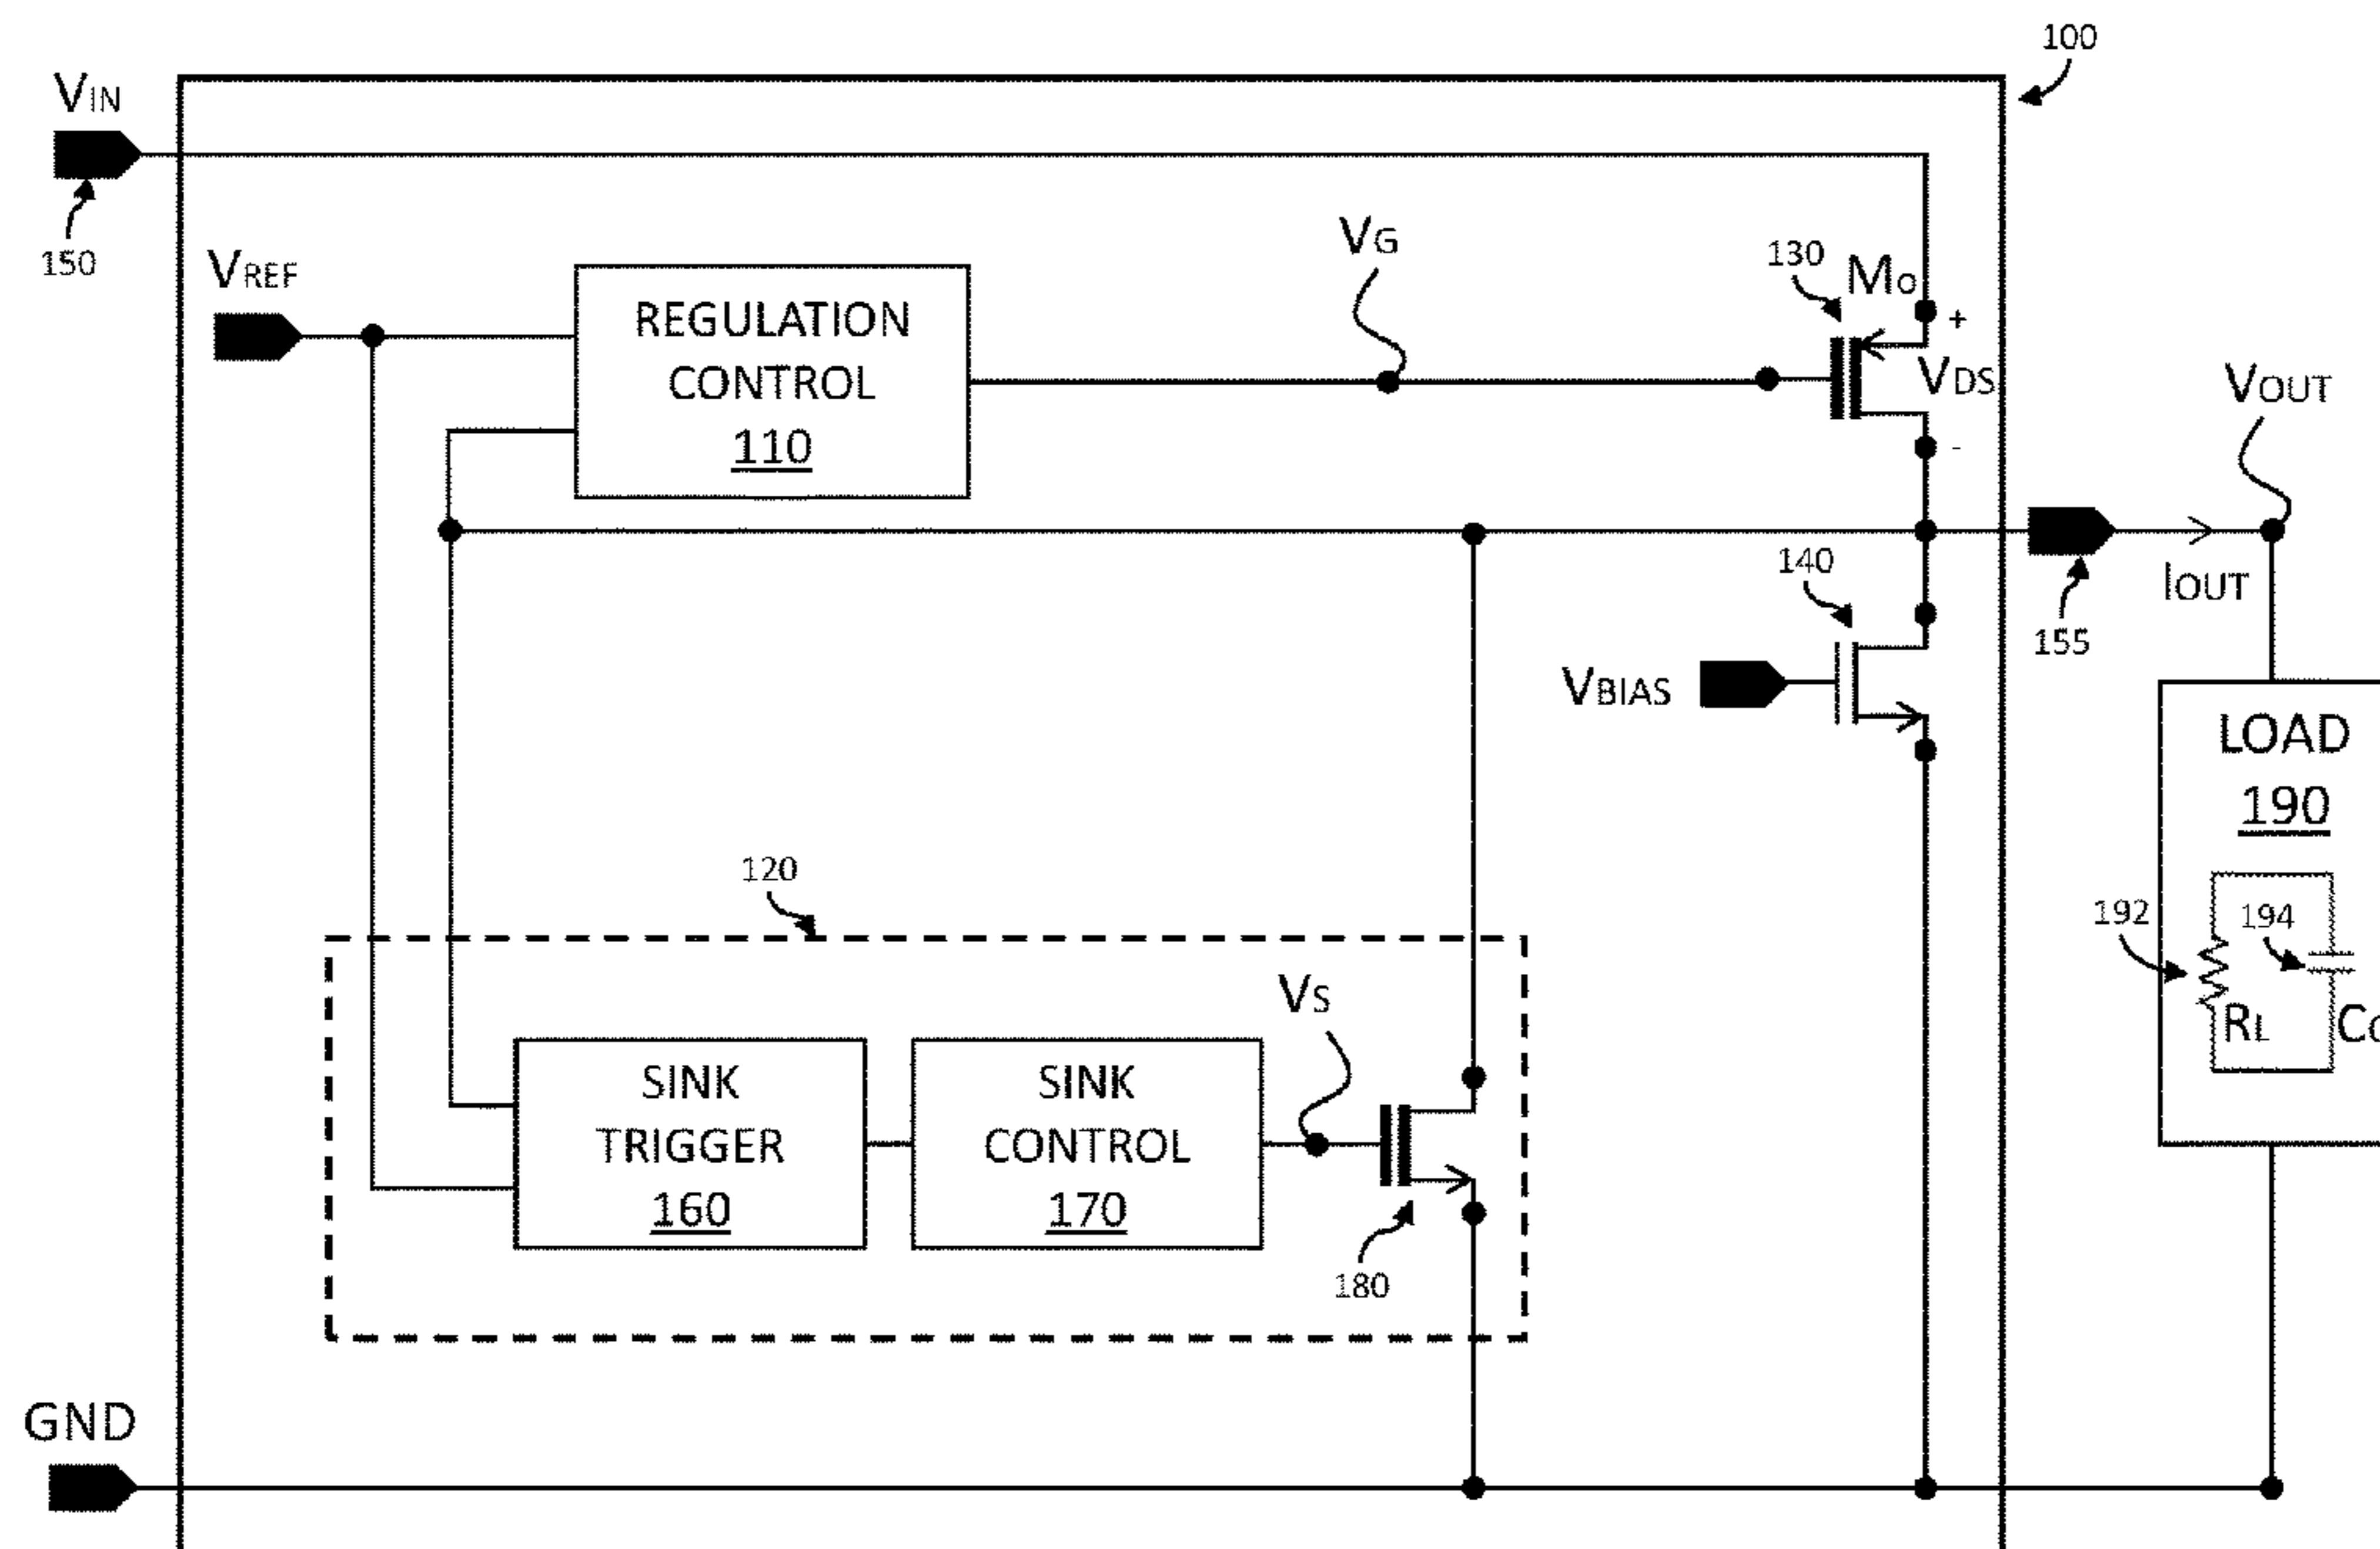 100
VIN
150
VREF
VG
130
MO
+
VDS
-
REGULATION
CONTROL
110
VOUT
140
IOUT
155
VBIAS
LOAD
190
120
192
194
RL
VS
SINK
TRIGGER
160
SINK
CONTROL
170
180
GND